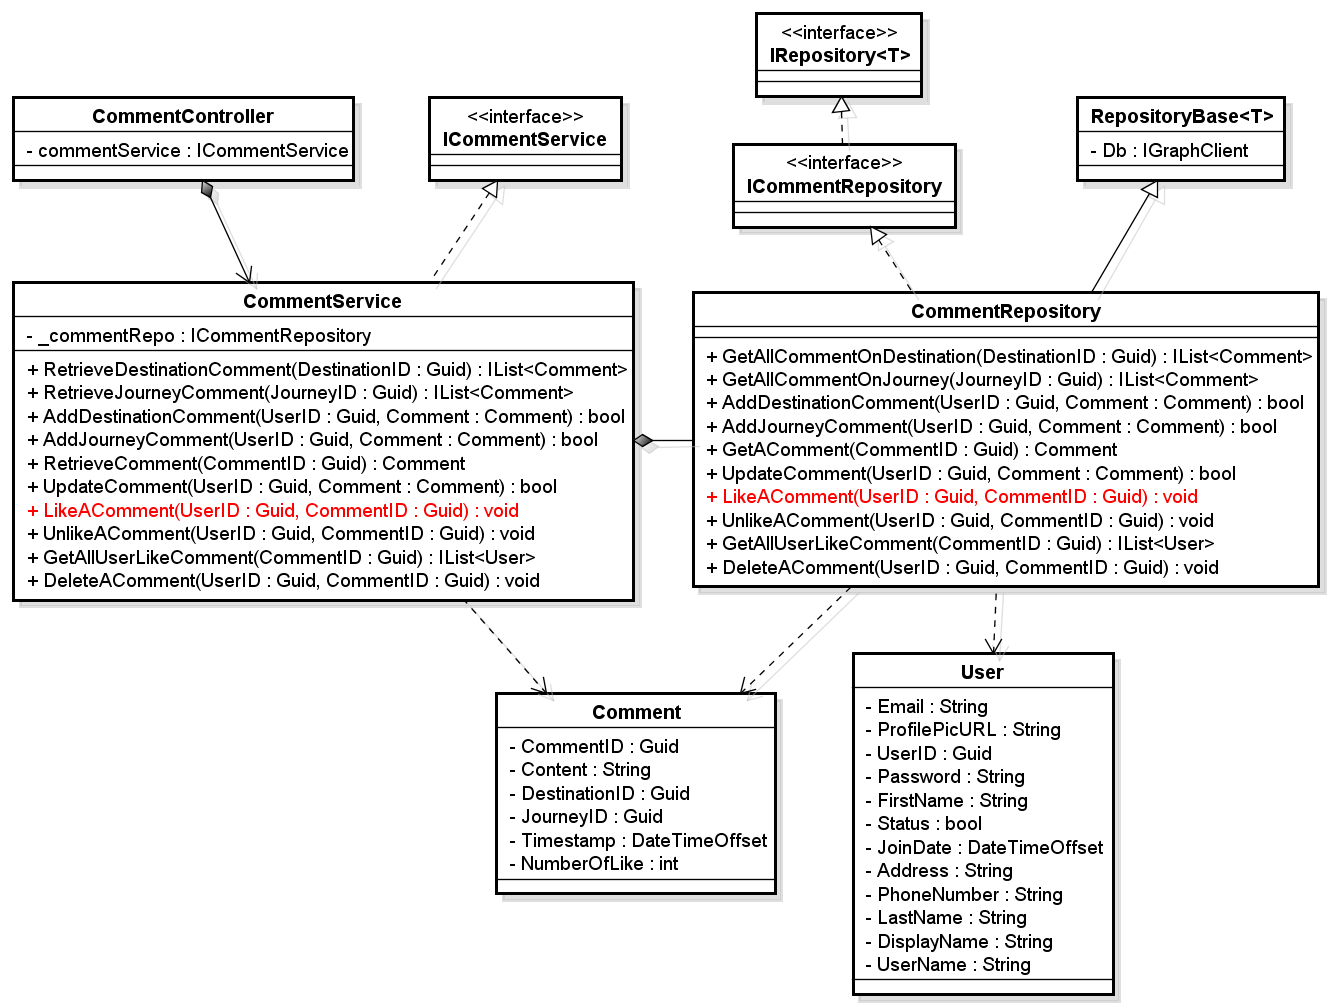 <<interface>>
IRepository<T>
CommentController
- commentService : ICommentService
<<interface>>
ICommentService
<<interface>>
ICommentRepository
RepositoryBase<T>
- Db : IGraphClient
CommentService
- _commentRepo : ICommentRepository
+ RetrieveDestinationComment(DestinationID : Guid) : IList<Comment>
+ RetrieveJourneyComment(JourneyID : Guid) : IList<Comment>
+ AddDestinationComment(UserID : Guid, Comment : Comment) : bool
+ AddJourneyComment(UserID : Guid, Comment : Comment) : bool
+ RetrieveComment(CommentID : Guid) : Comment
+ UpdateComment(UserID : Guid, Comment : Comment) : bool
+ LikeAComment(UserID : Guid, CommentID : Guid) : void
+ UnlikeAComment(UserID : Guid, CommentID : Guid) : void
+ GetAllUserLikeComment(CommentID : Guid) : IList<User>
+ DeleteAComment(UserID : Guid, CommentID : Guid) : void
CommentRepository
+ GetAllCommentOnDestination(DestinationID : Guid) : IList<Comment>
+ GetAllCommentOnJourney(JourneyID : Guid) : IList<Comment>
+ AddDestinationComment(UserID : Guid, Comment : Comment) : bool
+ AddJourneyComment(UserID : Guid, Comment : Comment) : bool
+ GetAComment(CommentID : Guid) : Comment
+ UpdateComment(UserID : Guid, Comment : Comment) : bool
+ LikeAComment(UserID : Guid, CommentID : Guid) : void
+ UnlikeAComment(UserID : Guid, CommentID : Guid) : void
+ GetAllUserLikeComment(CommentID : Guid) : IList<User>
+ DeleteAComment(UserID : Guid, CommentID : Guid) : void
Comment
- CommentID : Guid
- Content : String
- DestinationID : Guid
- JourneyID : Guid
- Timestamp : DateTimeOffset
- NumberOfLike : int
User
- Email : String
- ProfilePicURL : String
- UserID : Guid
- Password : String
- FirstName : String
- Status : bool
- JoinDate : DateTimeOffset
- Address : String
- PhoneNumber : String
- LastName : String
- DisplayName : String
- UserName : String